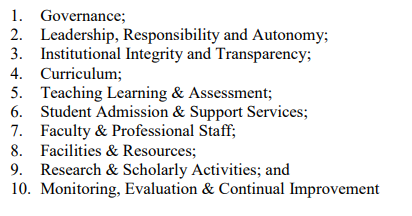 1. Governance;
2. Leadership, Responsibility and Autonomy;
3. Institutional Integrity and Transparency;
4. Curriculum;
5. Teaching Learning & Assessment;
6. Student Admission & Support Services;
7. Faculty & Professional Staff;
8. Facilities & Resources;
9. Research & Scholarly Activities; and
10. Monitoring, Evaluation & Continual Improvement